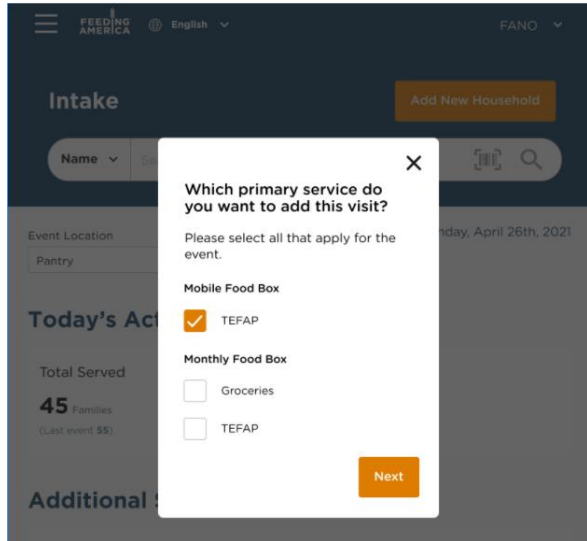 FEEDING
AMERICA
English
FANO
Intake
Add New Household
Name
Which primary service do
you want to add this visit?
Please select all that apply for the
event.
Event Location
April 26th, 2021
Pantry
Mobile Food Box
TEFAP
Today's
Monthly Food Box
Groceries
TEFAP
Total Served
45 Families
(Last event 55)
Next
Additional